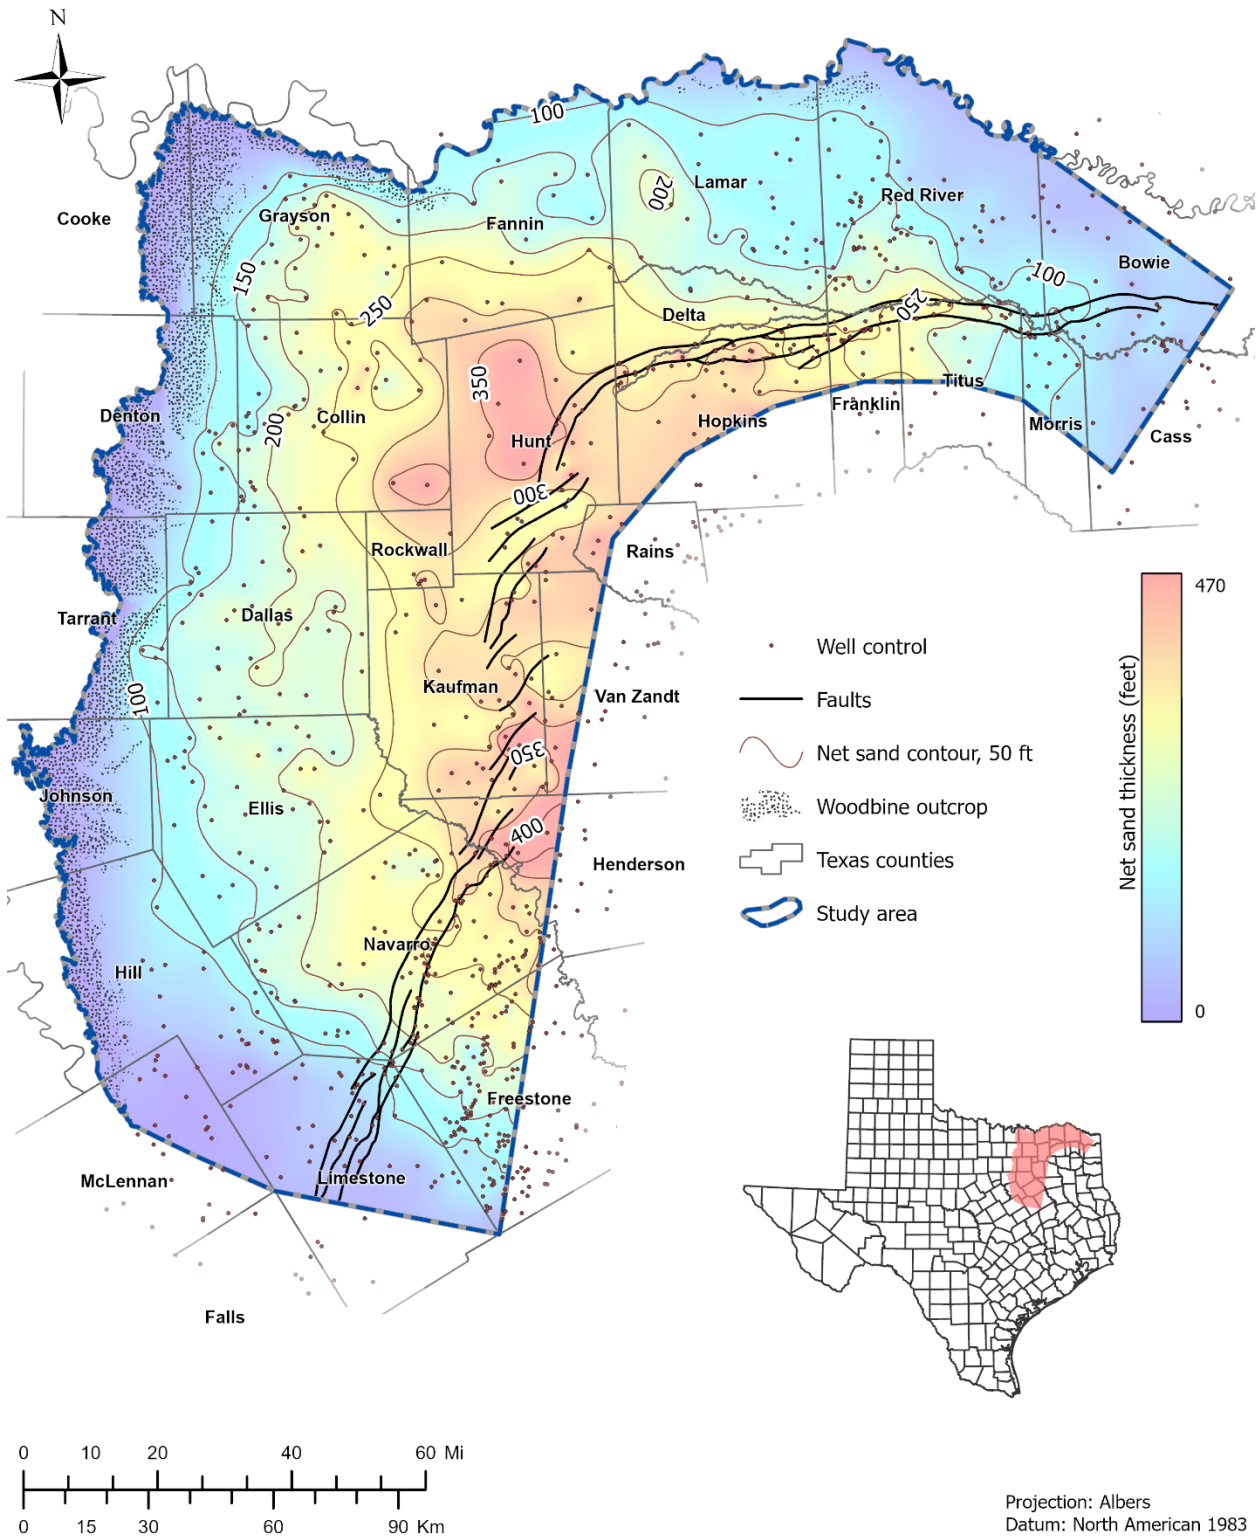 N
100
Cooke
Grayson
Fannin
200
Lamar
Red River
150
250
100
Bowie
250
Delta
350
200
Denton
Collin
Hunt
Hopkins
Franklin
Titus
Morris
Cass
300
Rockwall
Rains
Tarrant
Dallas
100
Kaufman
Van Zandt
350
Johnson
Ellis
400
Henderson
Navarro
Hill
Freestone
McLennan
Limestone
Falls
Well control
Faults
Net sand contour, 50 ft
Woodbine outcrop
Texas counties
Study area
Net sand thickness (feet)
470
0
0 10 20 40 60 Mi
0 15 30 60 90 Km
Projection: Albers
Datum: North American 1983